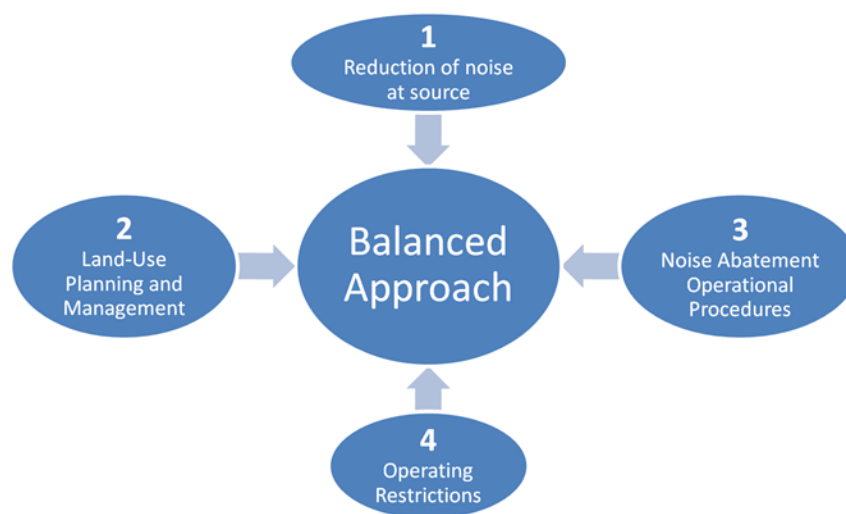 1
Reduction of noise
at source
2
Land-Use
Planning and
Management
Balanced
Approach
3
Noise Abatement
Operational
Procedures
4
Operating
Restrictions